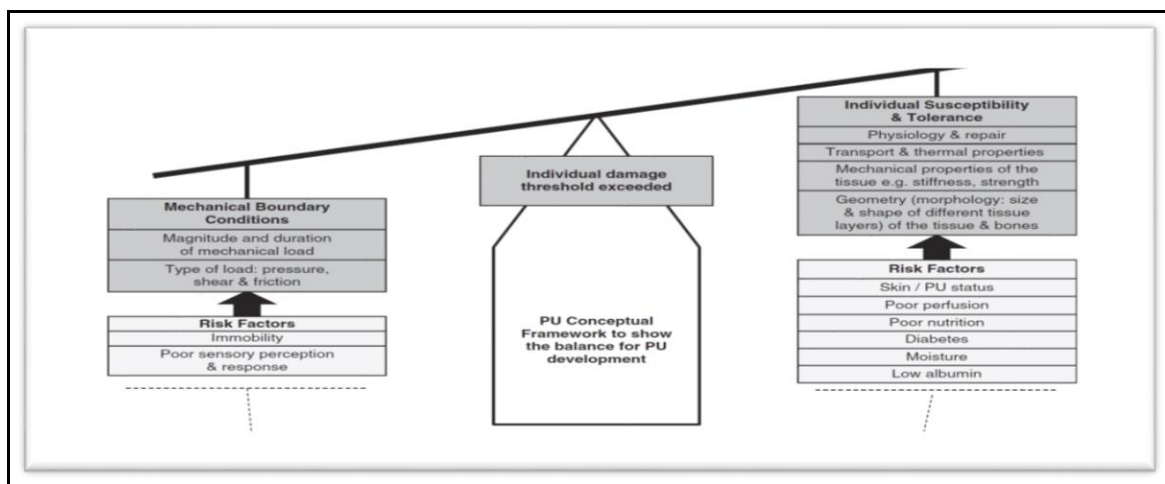 Mechanical Boundary
Conditions
Magnitude and duration
of mechanical load
Type of load: pressure,
shear & friction
Risk Factors
Immobility
Poor sensory perception
& response
Individual damage
threshold exceeded
PU Conceptual
Framework to show
the balance for PU
development
Individual Susceptibility
& Tolerance
Physiology & repair
Transport & thermal properties
Mechanical properties of the
tissue e.g. stiffness, strength
Geometry (morphology: size
& shape of different tissue
layers) of the tissue & bones
Risk Factors
Skin / PU status
Poor perfusion
Poor nutrition
Diabetes
Moisture
Low albumin